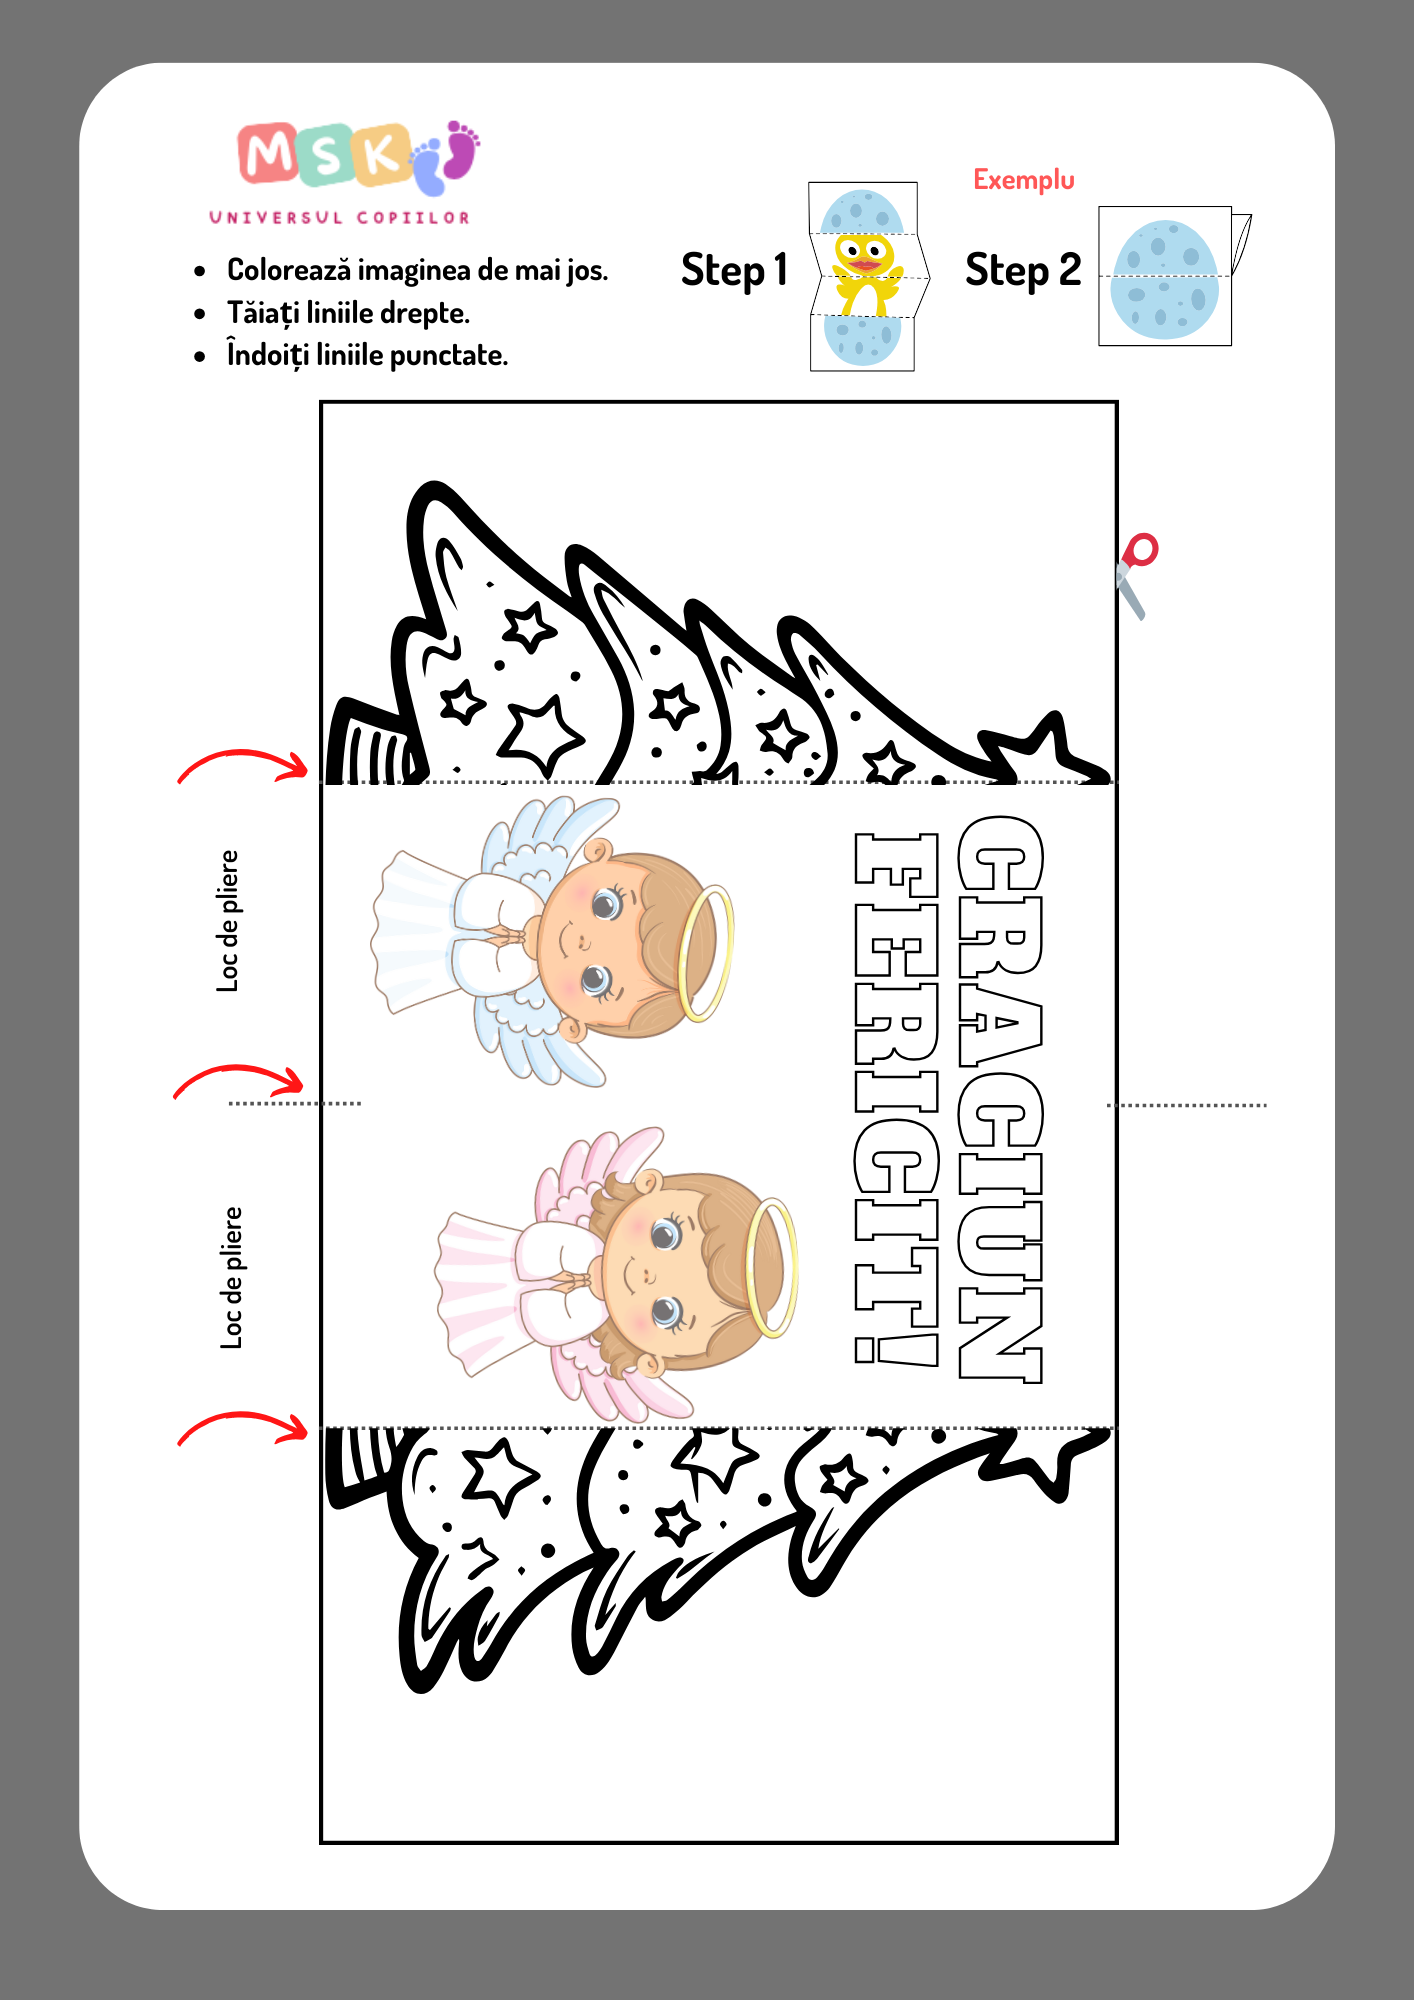 MSK
UNIVERSUL COPIILOR
• Colorează imaginea de mai jos.
• Tăiați liniile drepte.
• Îndoiți liniile punctate.
Exemplu
Step 1
Step 2
Loc de pliere
Loc de pliere
CRACIUN
FERICIT!